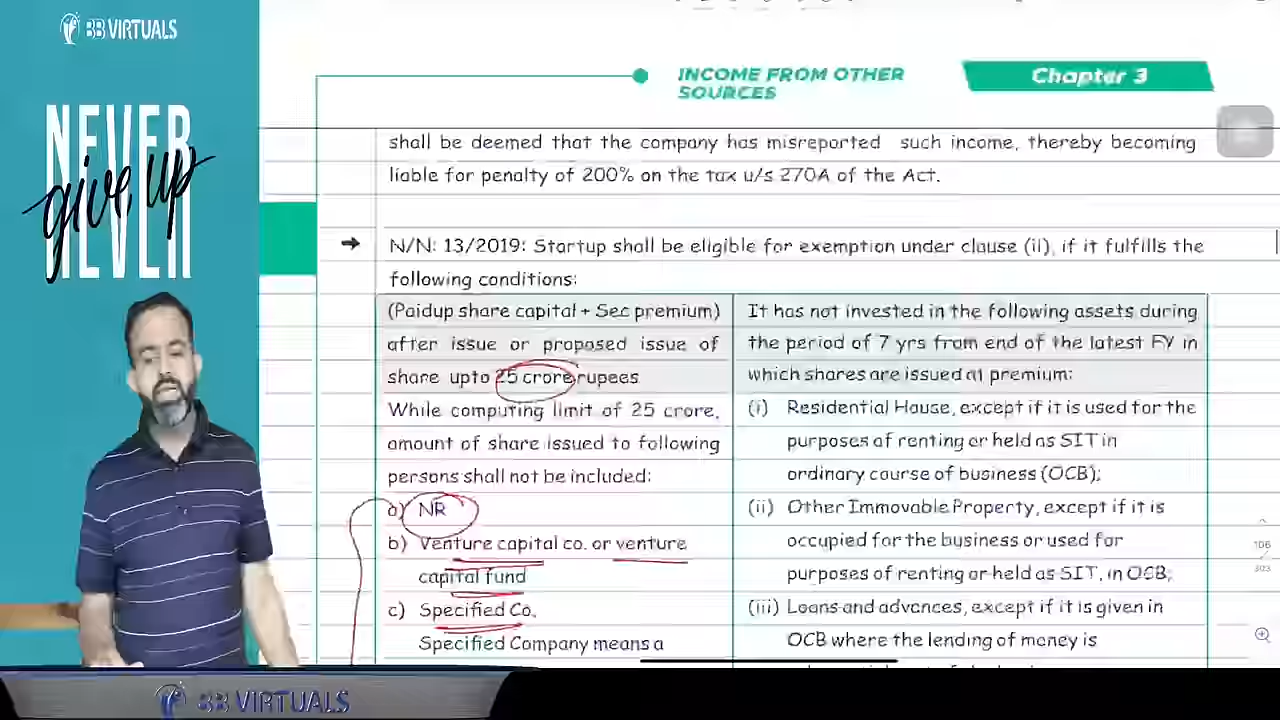 BB VIRTUALS
NEVER
give up
NEVER
INCOME FROM OTHER
SOURCES
Chapter 3
shall be deemed that the company has misreported such income, thereby becoming
liable for penalty of 200% on the tax u/s 270A of the Act.
N/N: 13/2019: Startup shall be eligible for exemption under clause (ii), if it fulfills the
following conditions:
(Paidup share capital + Sec premium)
after issue or proposed issue of
share upto 25 crore rupees
While computing limit of 25 crore,
amount of share issued to following
persons shall not be included:
a) NR
b) Venture capital co. or venture
capital fund
c) Specified Co.
Specified Company means a
It has not invested in the following assets during
the period of 7 yrs from end of the latest FY in
which shares are issued at premium:
(i) Residential House, except if it is used for the
purposes of renting or held as SIT in
ordinary course of business (OCB);
(ii) Other Immovable Property, except if it is
occupied for the business or used for
purposes of renting or held as SIT, in OCB;
(iii) Loans and advances, except if it is given in
OCB where the lending of money is
106
303
BB VIRTUALS